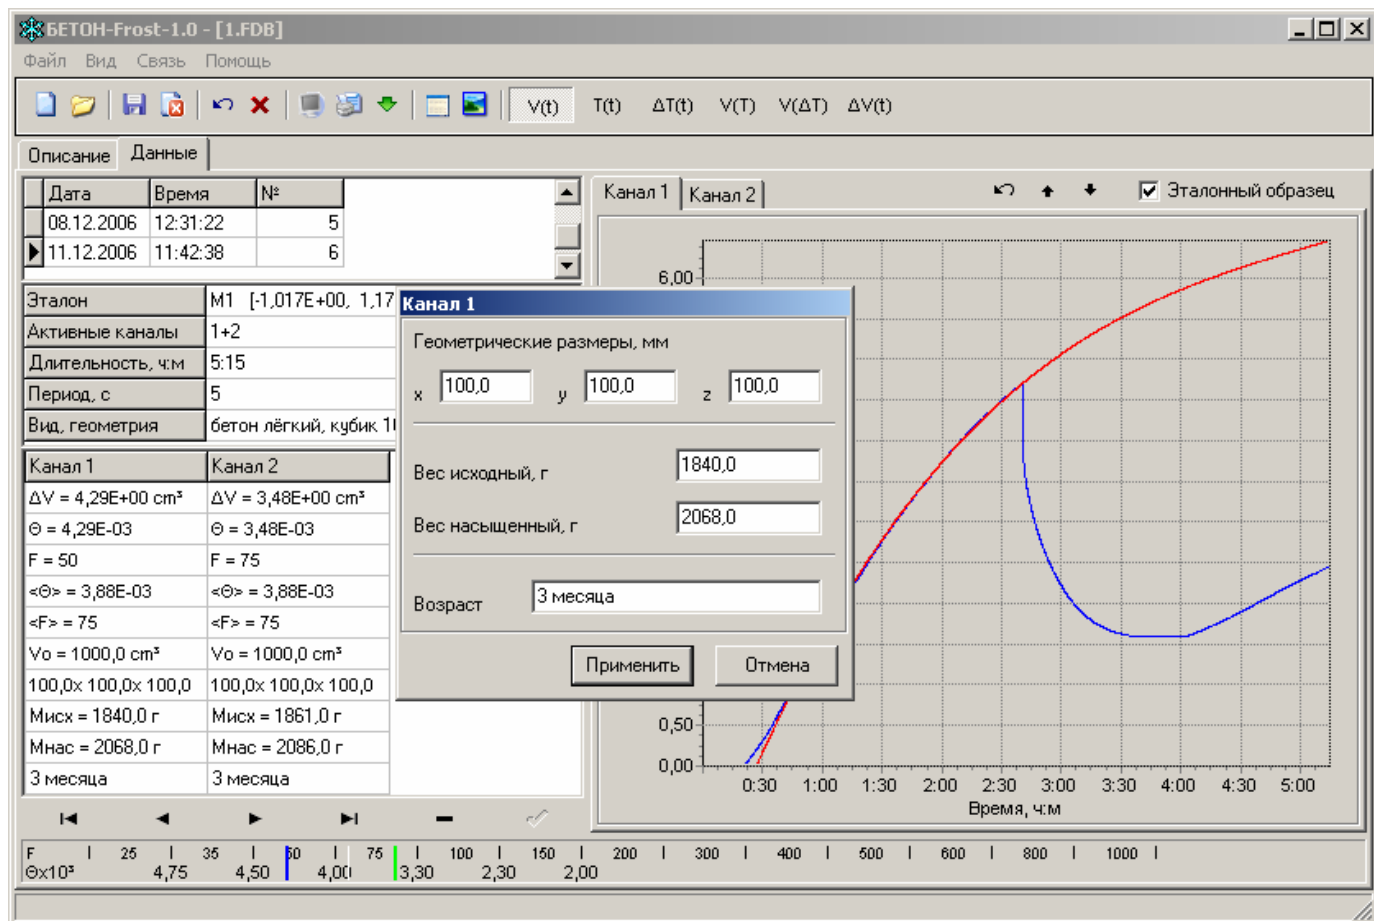 БЕТОН-Frost-1.0 - [1.FDB]
Файл Вид Связь Помощь
V(t) T(t) ΔT(t) V(T) V(ΔT) ΔV(t)
Описание Данные
Дата Время №
08.12.2006 12:31:22 5
11.12.2006 11:42:38 6
Эталон М1 [-1,017E+00, 1,17
Активные каналы 1+2
Длительность, ч:м 5:15
Период, с 5
Вид, геометрия бетон лёгкий, кубик 1
Канал 1 Канал 2
ΔV = 4,29E+00 cm³ ΔV = 3,48E+00 cm³
Θ = 4,29E-03 Θ = 3,48E-03
F = 50 F = 75
<Θ> = 3,88E-03 <Θ> = 3,88E-03
<F> = 75 <F> = 75
Vo = 1000,0 cm³ Vo = 1000,0 cm³
100,0x 100,0x 100,0 100,0x 100,0x 100,0
Мисх = 1840,0 г Мисх = 1861,0 г
Мнас = 2068,0 г Мнас = 2086,0 г
3 месяца 3 месяца
Канал 1 Канал 2 Эталонный образец
6,00
0,50
0,00
0:30 1:00 1:30 2:00 2:30 3:00 3:30 4:00 4:30 5:00
Время, ч:м
Канал 1
Геометрические размеры, мм
x 100,0 y 100,0 z 100,0
Вес исходный, г 1840,0
Вес насыщенный, г 2068,0
Возраст 3 месяца
Применить Отмена
F 25 35 50 75 100 150 200 300 400 500 600 800 1000
Θx10³ 4,75 4,50 4,00 3,30 2,30 2,00